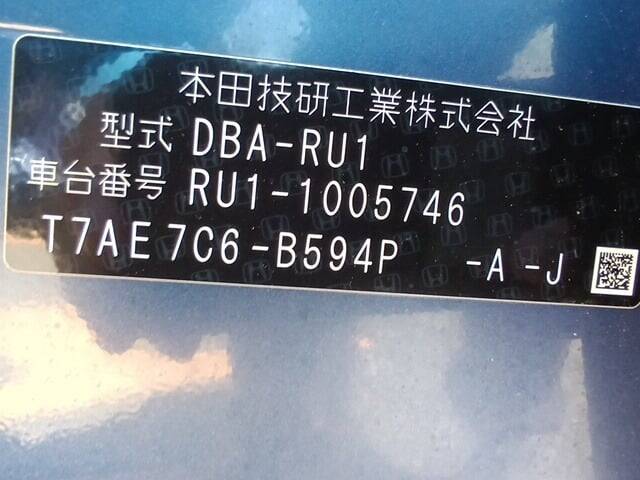 本田技研工業株式会社
型式 DBA-RU1
車台番号 RU1-1005746
T7AE7C6-B594P -A -J